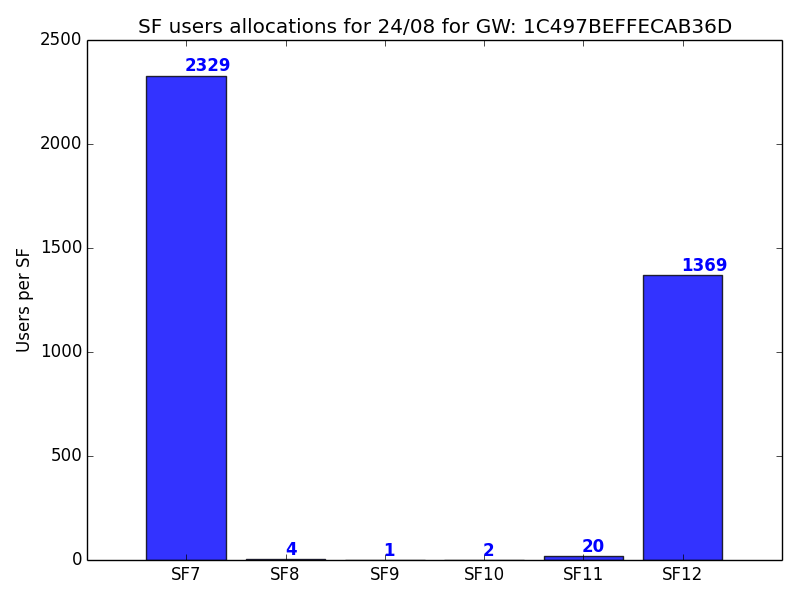 SF users allocations for 24/08 for GW: 1C497BEFFECAB36D
2500
2000
1500
1000
500
0
Users per SF
2329
4
1
2
20
1369
SF7
SF8
SF9
SF10
SF11
SF12